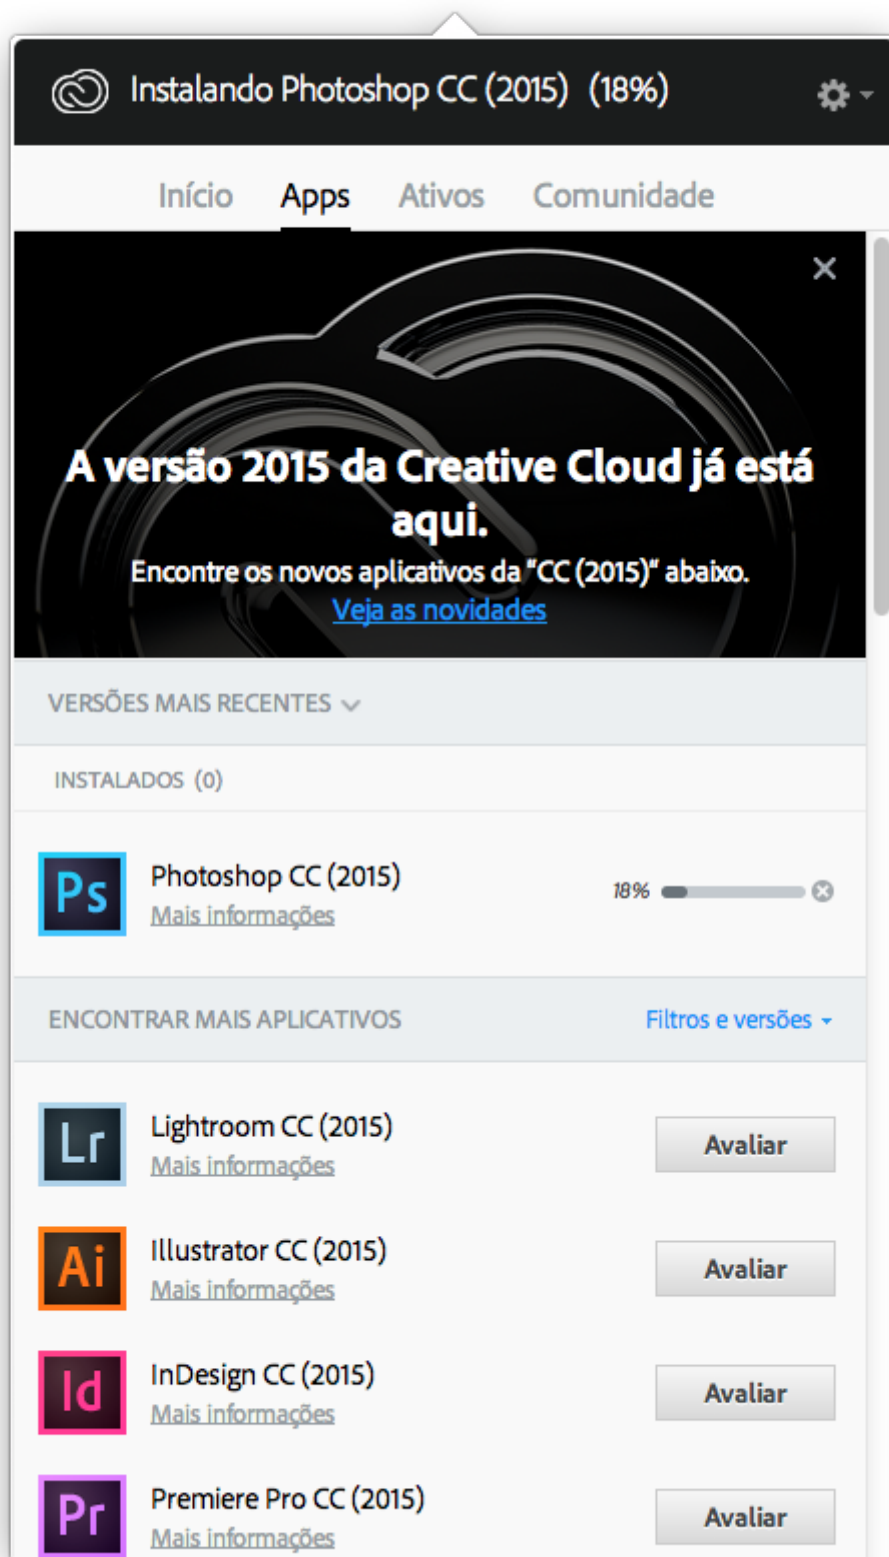 Instalando Photoshop CC (2015) (18%)
Início Apps Ativos Comunidade
A versão 2015 da Creative Cloud já está
aqui.
Encontre os novos aplicativos da "CC (2015)" abaixo.
Veja as novidades
VERSÕES MAIS RECENTES
INSTALADOS (0)
Ps
Photoshop CC (2015)
Mais informações
18%
ENCONTRAR MAIS APLICATIVOS
Filtros e versões
Lr
Lightroom CC (2015)
Mais informações
Avaliar
Ai
Illustrator CC (2015)
Mais informações
Avaliar
Id
InDesign CC (2015)
Mais informações
Avaliar
Pr
Premiere Pro CC (2015)
Mais informações
Avaliar